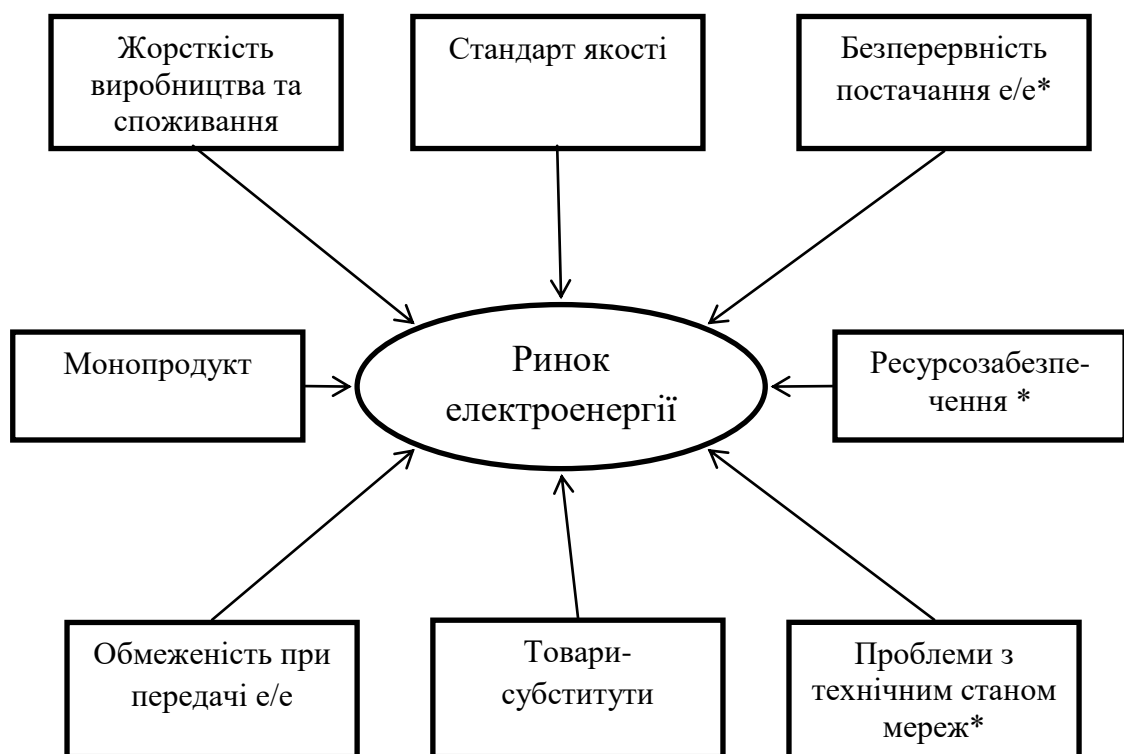 Жорсткість
виробництва та
споживання
Стандарт якості
Безперервність
постачання е/е*
Монопродукт
Ринок
електроенергії
Ресурсозабезпе-
чення *
Обмеженість при
передачі е/е
Товари-
субститути
Проблеми з
технічним станом
мереж*